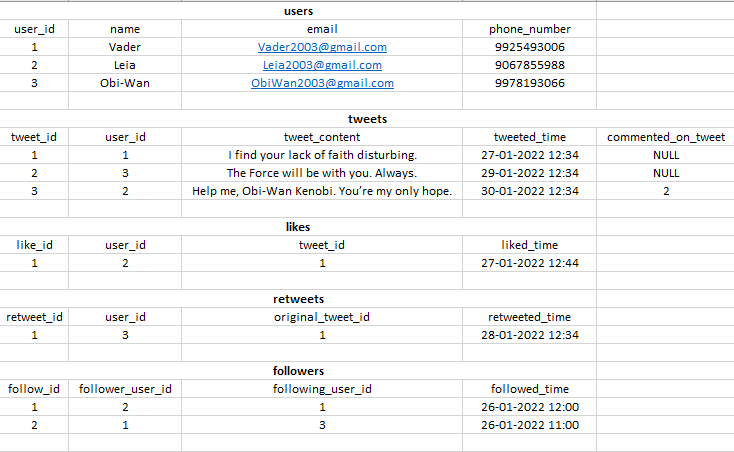 users
user_id name email phone_number
1 Vader Vader2003@gmail.com 9925493006
2 Leia Leia2003@gmail.com 9067855988
3 Obi-Wan ObiWan2003@gmail.com 9978193066
tweets
tweet_id user_id tweet_content tweeted_time commented_on_tweet
1 1 I find your lack of faith disturbing. 27-01-2022 12:34 NULL
2 3 The Force will be with you. Always. 29-01-2022 12:34 NULL
3 2 Help me, Obi-Wan Kenobi. You’re my only hope. 30-01-2022 12:34 2
likes
like_id user_id tweet_id liked_time
1 2 1 27-01-2022 12:44
retweets
retweet_id user_id original_tweet_id retweeted_time
1 3 1 28-01-2022 12:34
followers
follow_id follower_user_id following_user_id followed_time
1 2 1 26-01-2022 12:00
2 1 3 26-01-2022 11:00